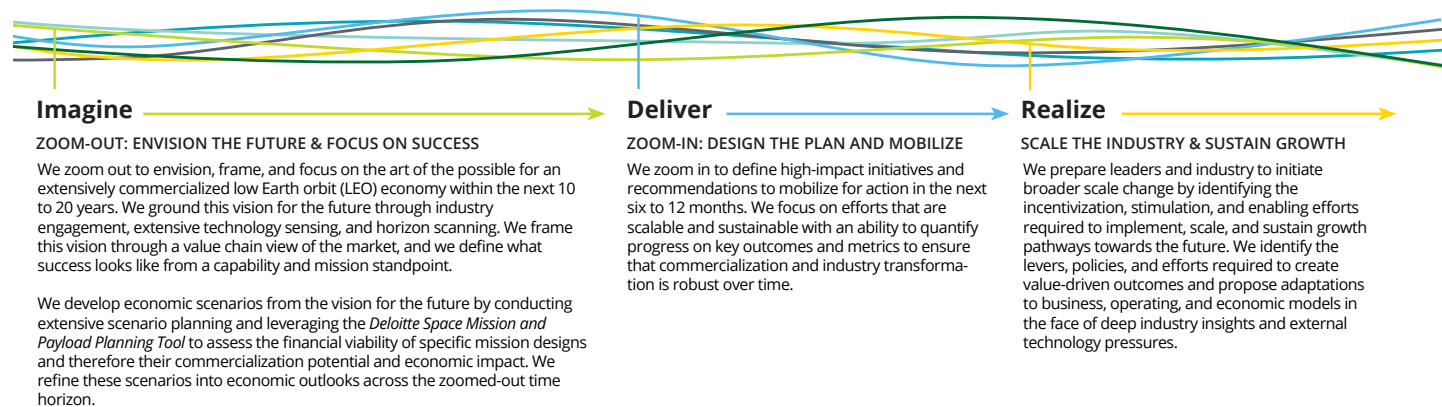 Imagine
ZOOM-OUT: ENVISION THE FUTURE & FOCUS ON SUCCESS
We zoom out to envision, frame, and focus on the art of the possible for an
extensively commercialized low Earth orbit (LEO) economy within the next 10
to 20 years. We ground this vision for the future through industry
engagement, extensive technology sensing, and horizon scanning. We frame
this vision through a value chain view of the market, and we define what
success looks like from a capability and mission standpoint.
We develop economic scenarios from the vision for the future by conducting
extensive scenario planning and leveraging the Deloitte Space Mission and
Payload Planning Tool to assess the financial viability of specific mission designs
and therefore their commercialization potential and economic impact. We
refine these scenarios into economic outlooks across the zoomed-out time
horizon.
Deliver
ZOOM-IN: DESIGN THE PLAN AND MOBILIZE
We zoom in to define high-impact initiatives and
recommendations to mobilize for action in the next
six to 12 months. We focus on efforts that are
scalable and sustainable with an ability to quantify
progress on key outcomes and metrics to ensure
that commercialization and industry transforma-
tion is robust over time.
Realize
SCALE THE INDUSTRY & SUSTAIN GROWTH
We prepare leaders and industry to initiate
broader scale change by identifying the
incentivization, stimulation, and enabling efforts
required to implement, scale, and sustain growth
pathways towards the future. We identify the
levers, policies, and efforts required to create
value-driven outcomes and propose adaptations
to business, operating, and economic models in
the face of deep industry insights and external
technology pressures.